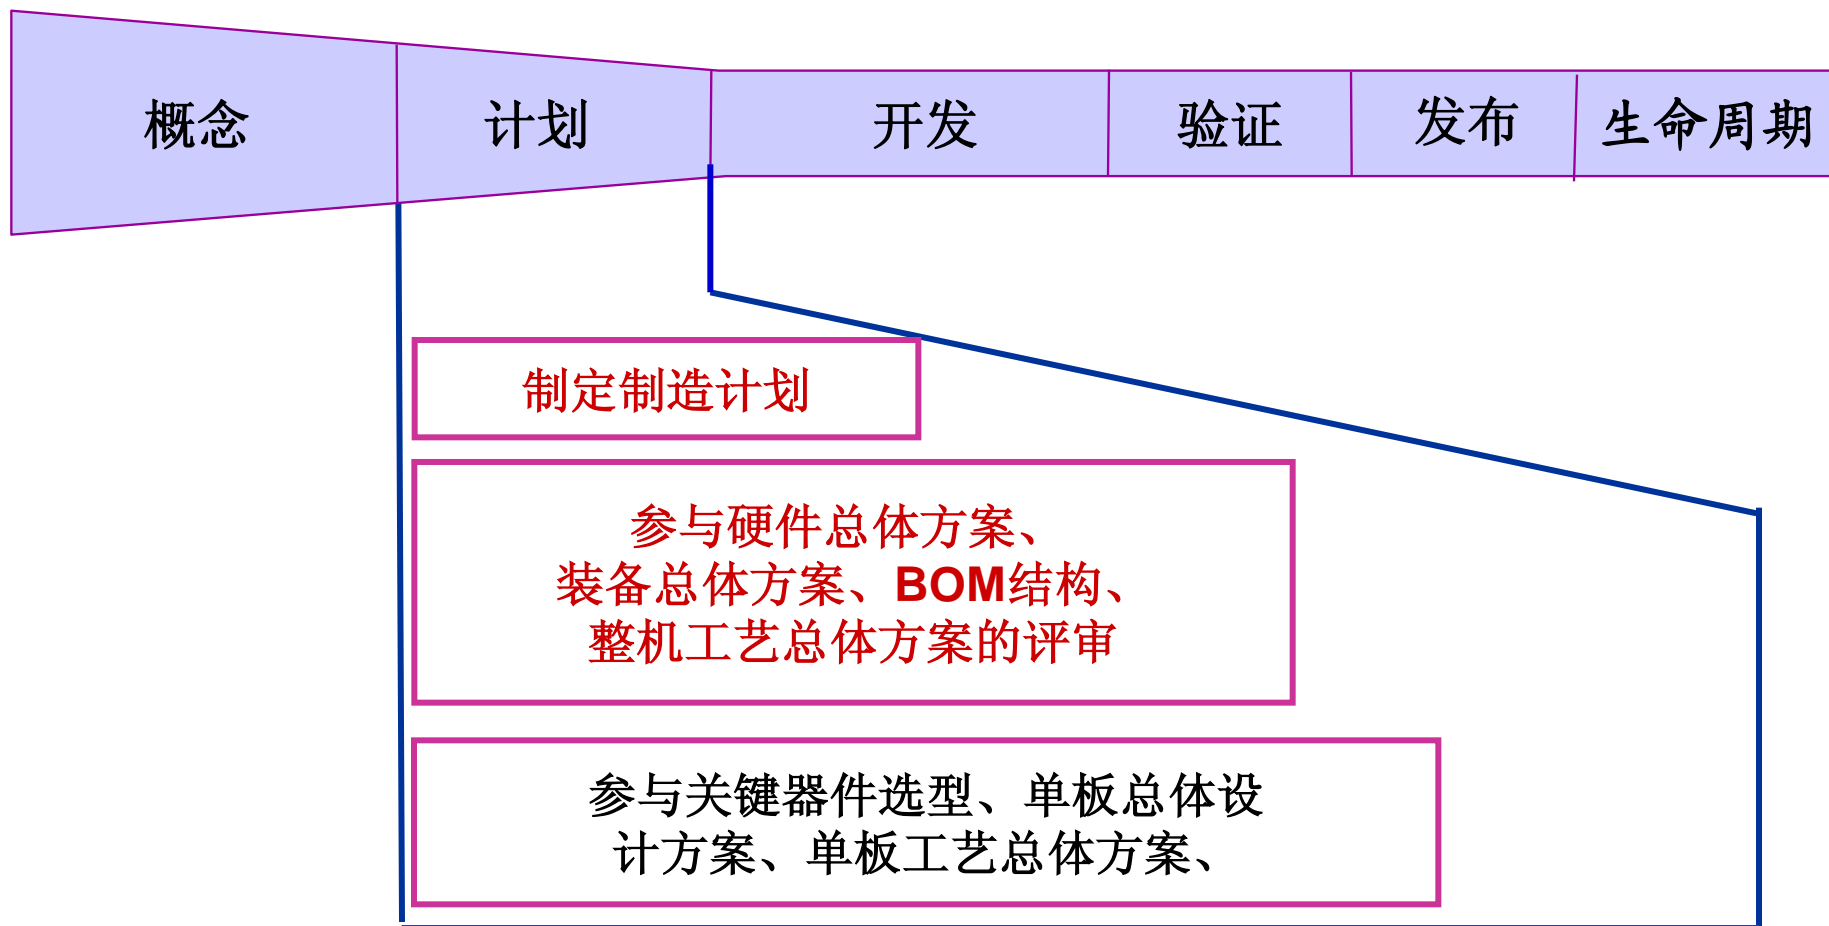 概念 计划 开发 验证 发布 生命周期
制定制造计划
参与硬件总体方案、
装备总体方案、BOM结构、
整机工艺总体方案的评审
参与关键器件选型、单板总体设
计方案、单板工艺总体方案、